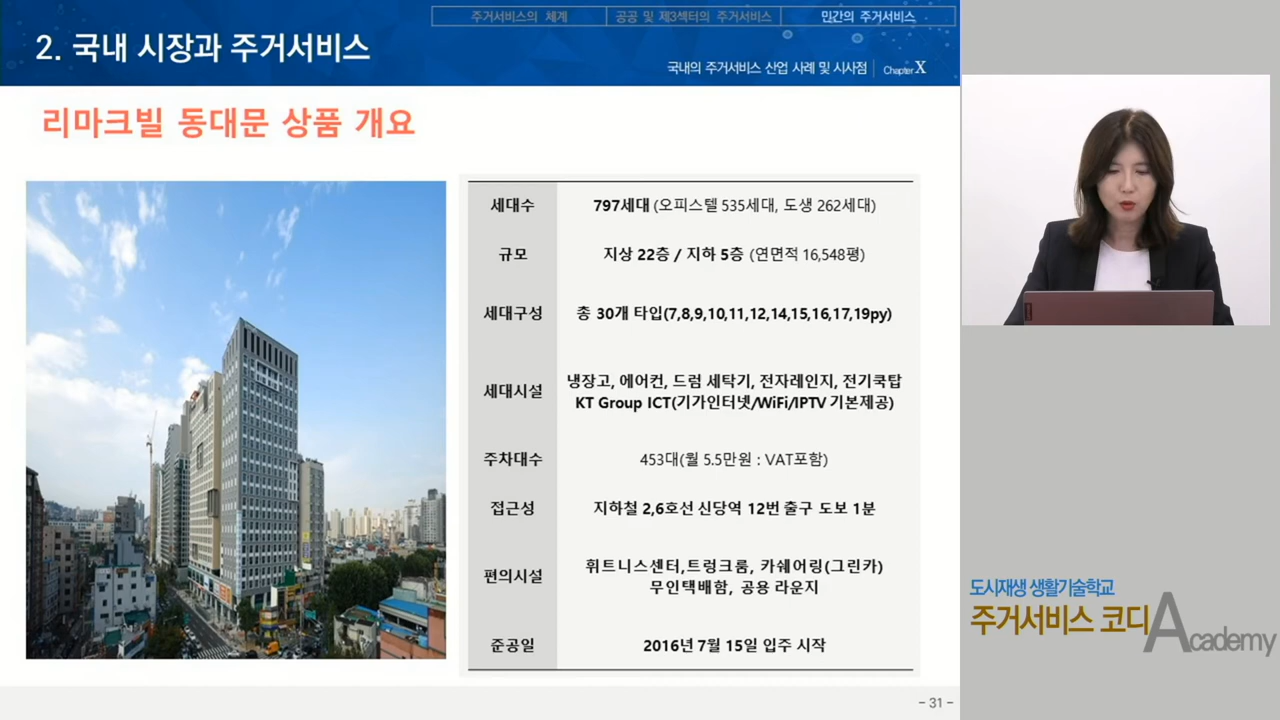 주거서비스의 체계
공공 및 제3섹터의 주거서비스
민간의 주거서비스
2. 국내 시장과 주거서비스
국내의 주거서비스 산업 사례 및 시사점
Chapter X
리마크빌 동대문 상품 개요
세대수 797세대 (오피스텔 535세대, 도생 262세대)
규모 지상 22층 / 지하 5층 (연면적 16,548평)
세대구성 총 30개 타입(7,8,9,10,11,12,14,15,16,17,19py)
세대시설 냉장고, 에어컨, 드럼 세탁기, 전자레인지, 전기쿡탑
KT Group ICT(기가인터넷/WiFi/IPTV 기본제공)
주차대수 453대(월 5.5만원 : VAT포함)
접근성 지하철 2,6호선 신당역 12번 출구 도보 1분
편의시설 휘트니스센터,트렁크룸, 카쉐어링(그린카)
무인택배함, 공용 라운지
준공일 2016년 7월 15일 입주 시작
- 31 -
도시재생 생활기술학교
주거서비스 코디 Academy